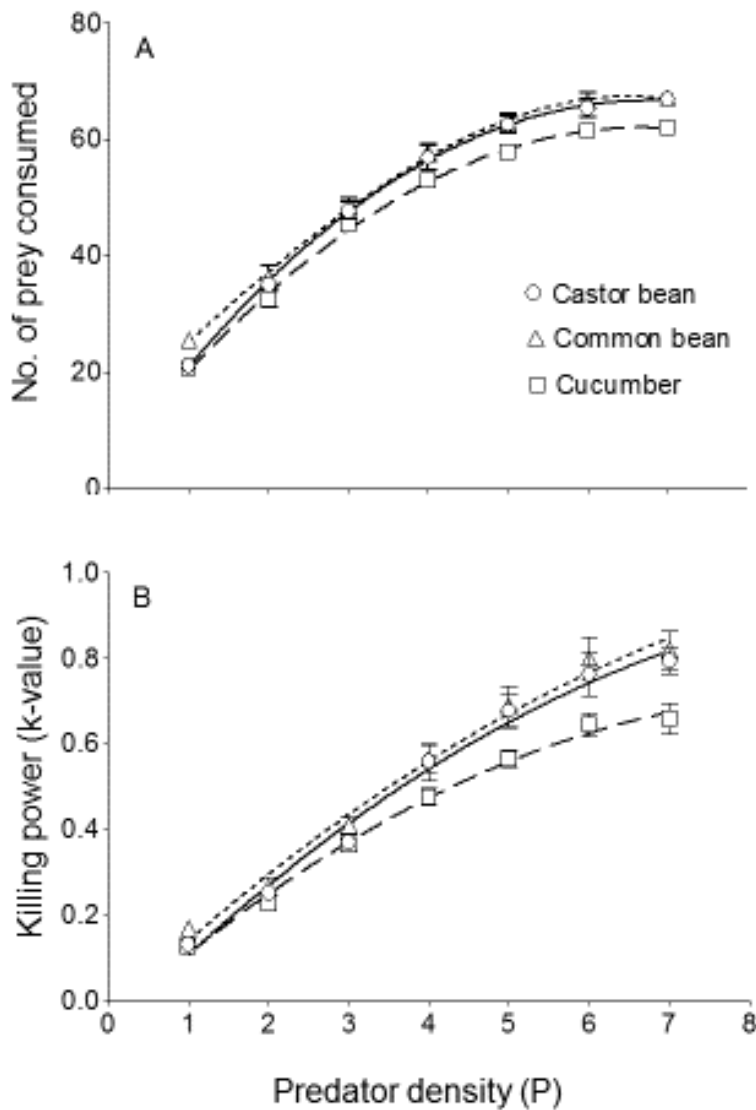 A
No. of prey consumed
80
60
40
20
0
Castor bean
Common bean
Cucumber
B
Killing power (k-value)
1.0
0.8
0.6
0.4
0.2
0.0
0 1 2 3 4 5 6 7 8
Predator density (P)